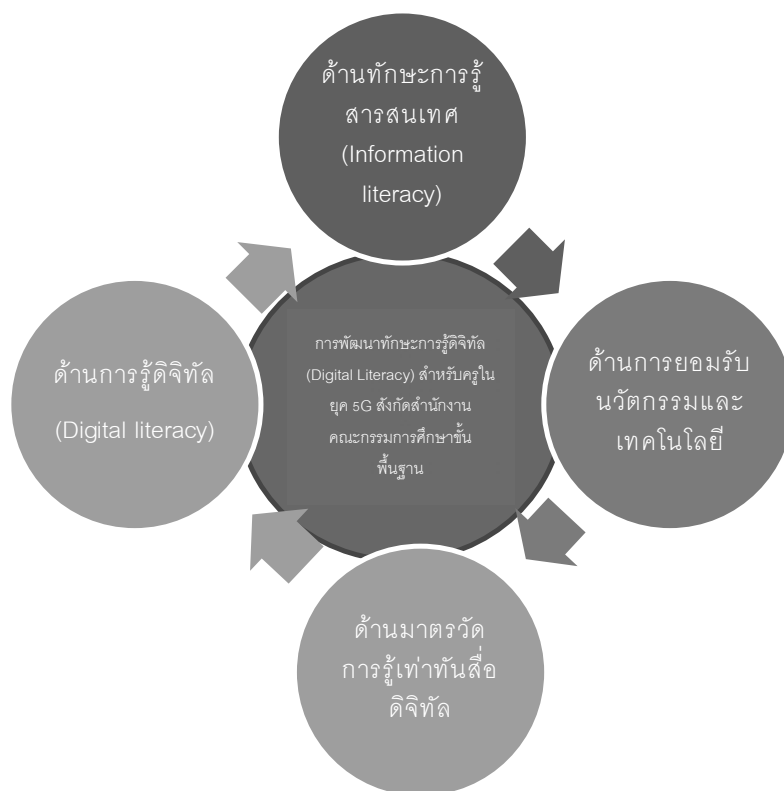 ด้านทักษะการรู้
สารสนเทศ
(Information
literacy)
การพัฒนาทักษะการรู้ดิจิทัล
(Digital Literacy) สำหรับครูใน
ยุค 5G สังกัดสำนักงาน
คณะกรรมการศึกษาขั้น
พื้นฐาน
ด้านการยอมรับ
นวัตกรรมและ
เทคโนโลยี
ด้านมาตรวัด
การรู้เท่าทันสื่อ
ดิจิทัล
ด้านการรู้ดิจิทัล
(Digital literacy)